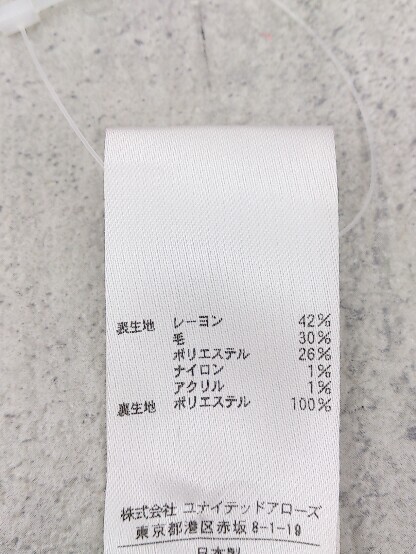 表生地 レーヨン 42%
毛 30%
ポリエステル 26%
ナイロン 1%
アクリル 1%
裏生地 ポリエステル 100%
株式会社 ユナイテッドアローズ
東京都港区赤坂 8-1-19
日本製